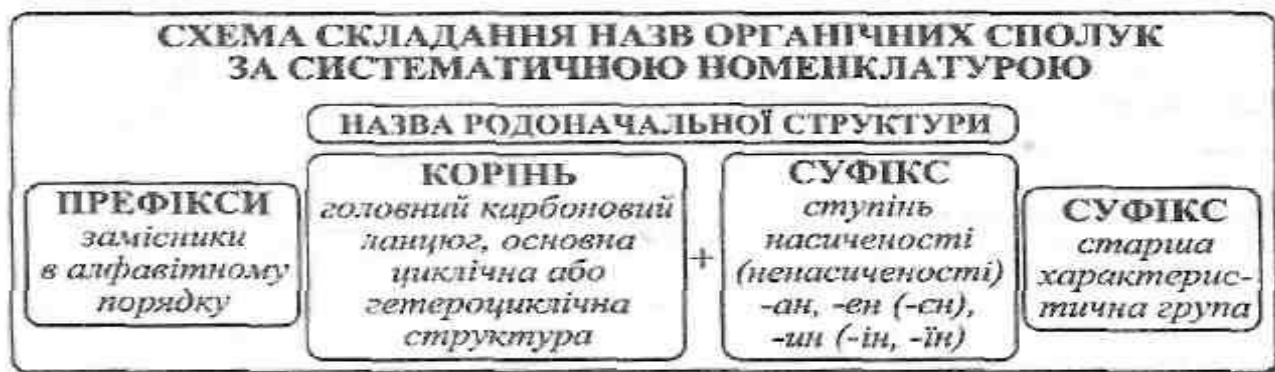 СХЕМА СКЛАДАННЯ НАЗВ ОРГАНІЧНИХ СПОЛУК
ЗА СИСТЕМАТИЧНОЮ НОМЕНКЛАТУРОЮ
НАЗВА РОДОНАЧАЛЬНОЇ СТРУКТУРИ
ПРЕФІКСИ
замісники
в алфавітному
порядку
КОРІНЬ
головний карбоновий
ланцюг, основна
циклічна або
гетероциклічна
структура
+
СУФІКС
ступінь
насиченості
(ненасиченості)
-ан, -ен (-єн),
-ин (-ін, -їн)
СУФІКС
старша
характерис-
тична група